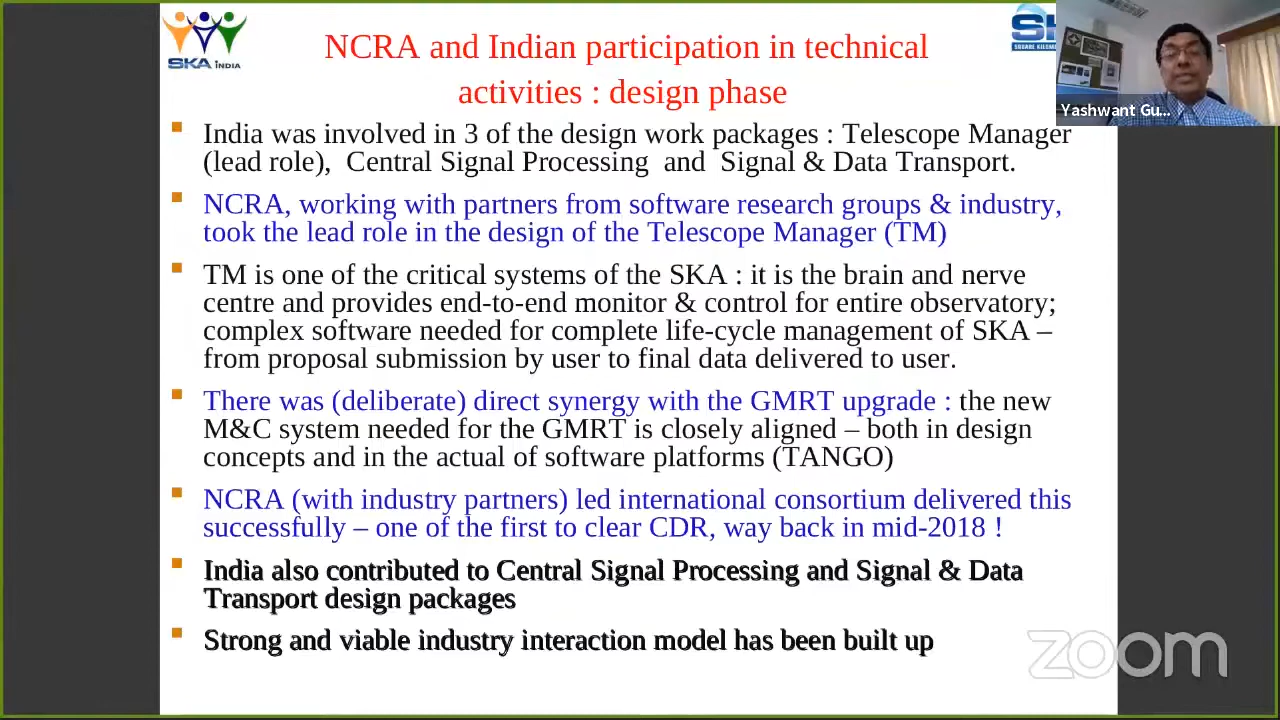 SKA INDIA
NCRA and Indian participation in technical
activities : design phase
SQUARE KILOME
Yashwant Gu...
India was involved in 3 of the design work packages : Telescope Manager
(lead role), Central Signal Processing and Signal & Data Transport.
NCRA, working with partners from software research groups & industry,
took the lead role in the design of the Telescope Manager (TM)
TM is one of the critical systems of the SKA : it is the brain and nerve
centre and provides end-to-end monitor & control for entire observatory;
complex software needed for complete life-cycle management of SKA –
from proposal submission by user to final data delivered to user.
There was (deliberate) direct synergy with the GMRT upgrade : the new
M&C system needed for the GMRT is closely aligned – both in design
concepts and in the actual of software platforms (TANGO)
NCRA (with industry partners) led international consortium delivered this
successfully – one of the first to clear CDR, way back in mid-2018 !
India also contributed to Central Signal Processing and Signal & Data
Transport design packages
Strong and viable industry interaction model has been built up
zoom